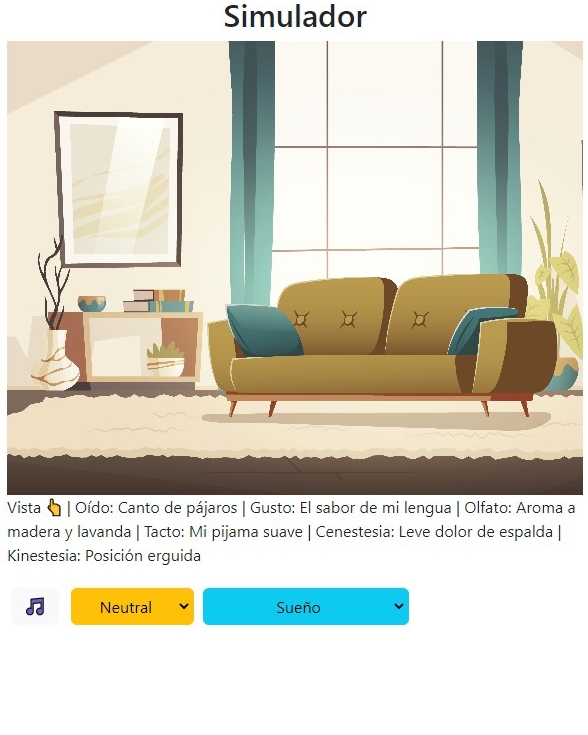 Simulador
Vista 👆 | Oído: Canto de pájaros | Gusto: El sabor de mi lengua | Olfato: Aroma a
madera y lavanda | Tacto: Mi pijama suave | Cenestesia: Leve dolor de espalda |
Kinestesia: Posición erguida
Neutral
Sueño